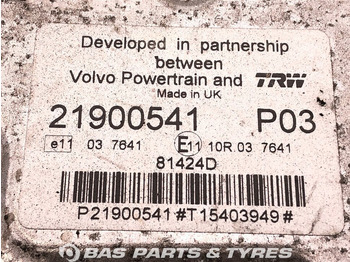 Developed in partnership
between
Volvo Powertrain and TRW
Made in UK
21900541 P03
e11 03 7641 E11 10R.03 7641
81424D
P21900541#T15403949#
BAS PARTS & TYRES